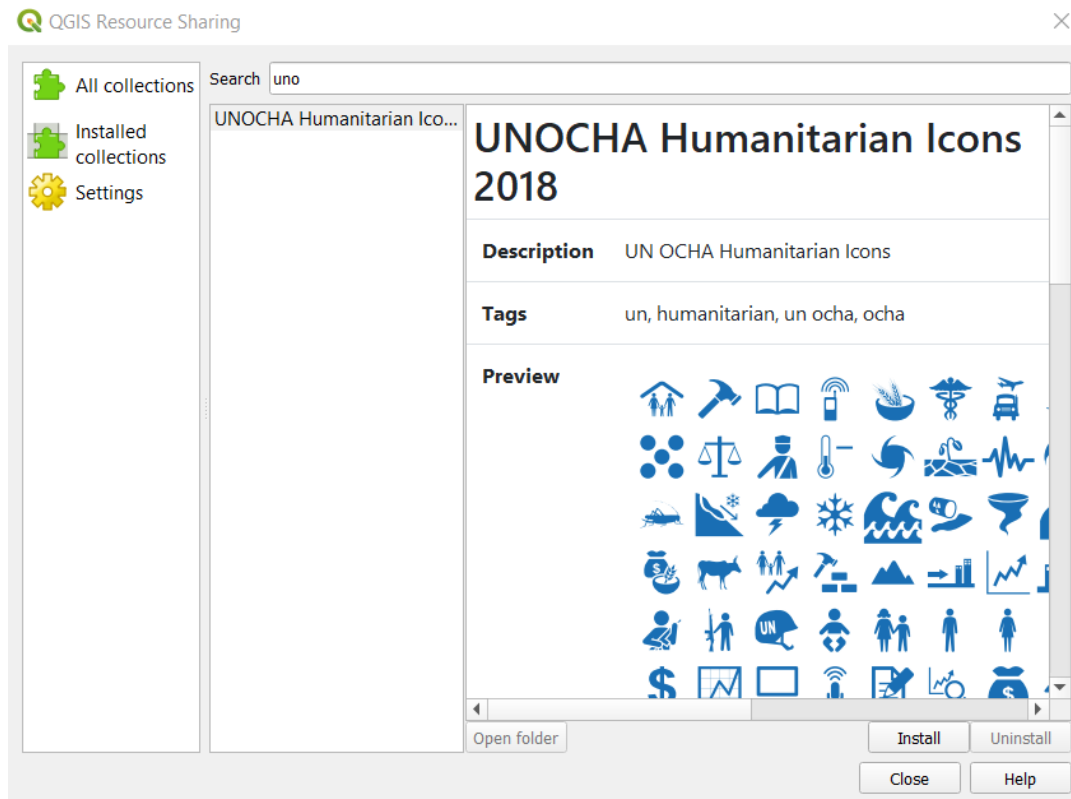 QGIS Resource Sharing
All collections
Installed
collections
Settings
Search uno
UNOCHA Humanitarian Ico...
UNOCHA Humanitarian Icons
2018
Description UN OCHA Humanitarian Icons
Tags un, humanitarian, un ocha, ocha
Preview
UN
Open folder
Install
Uninstall
Close
Help